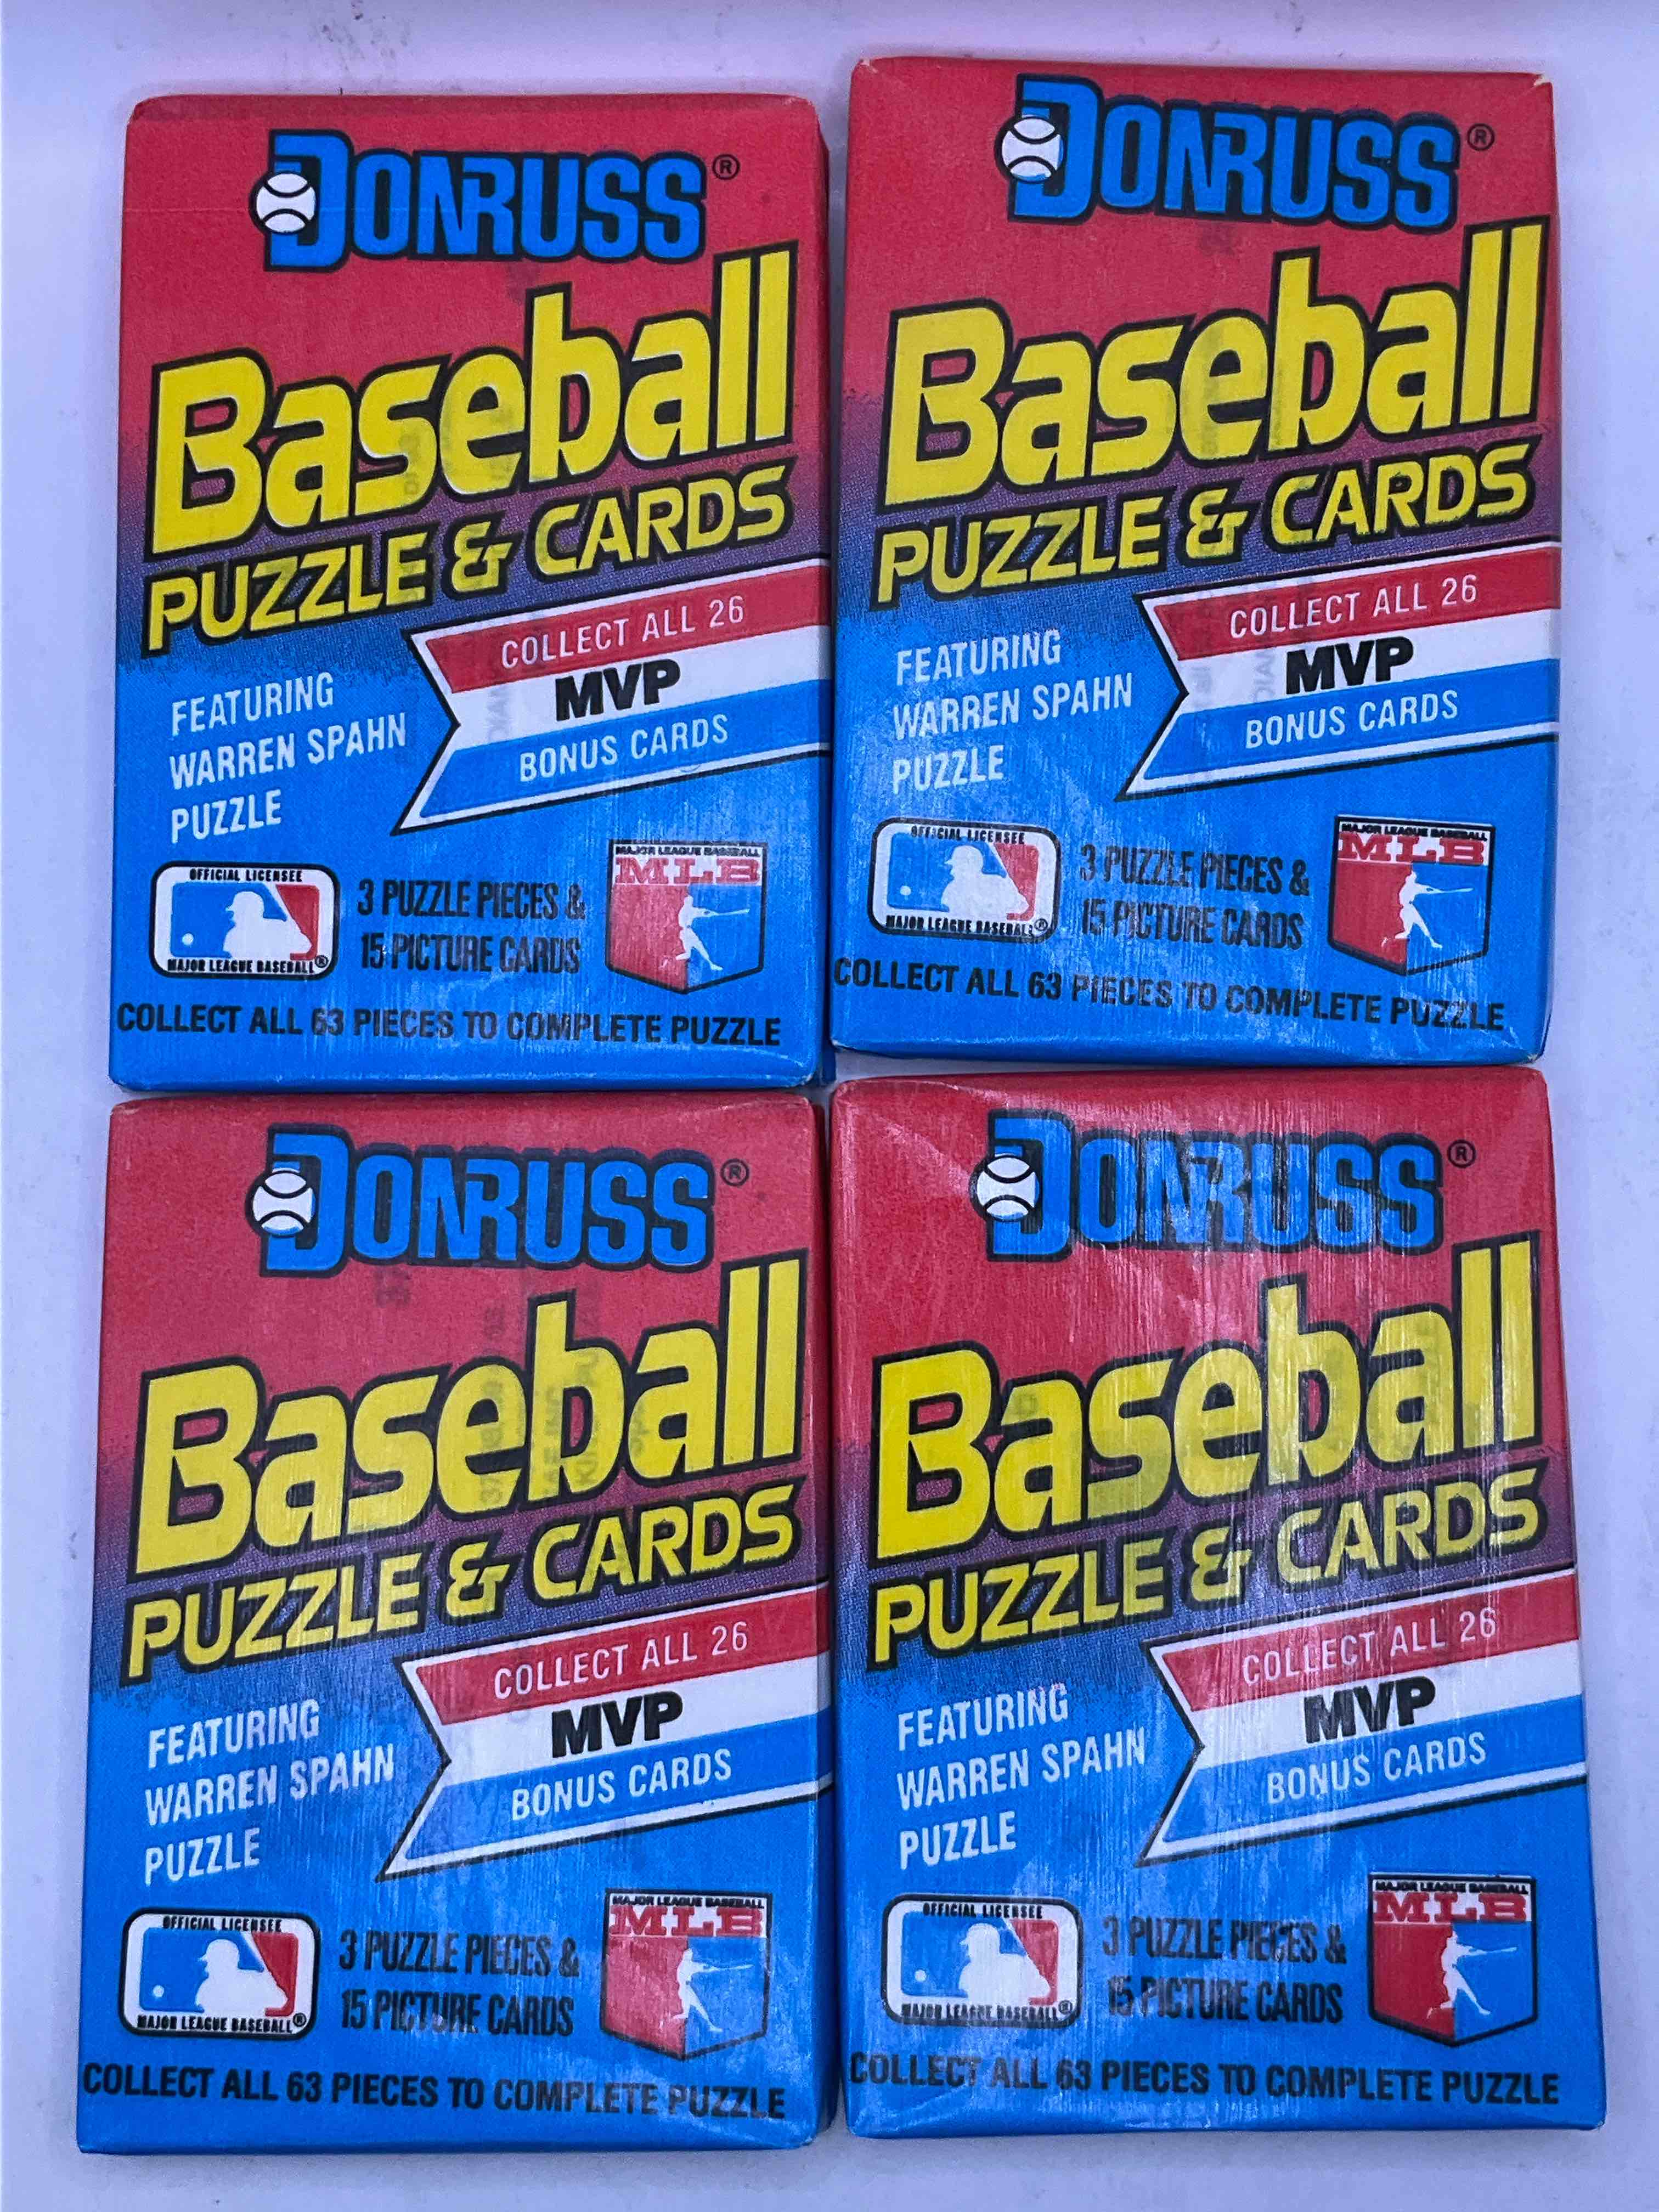 DONRUSS®
Baseball
PUZZLE & CARDS
COLLECT ALL 26
MVP
BONUS CARDS
FEATURING
WARREN SPAHN
PUZZLE
OFFICIAL LICENSEE
MAJOR LEAGUE BASEBALL®
3 PUZZLE PIECES &
15 PICTURE CARDS
MAJOR LEAGUE BASEBALL
MLB
COLLECT ALL 63 PIECES TO COMPLETE PUZZLE
DONRUSS®
Baseball
PUZZLE & CARDS
COLLECT ALL 26
MVP
BONUS CARDS
FEATURING
WARREN SPAHN
PUZZLE
OFFICIAL LICENSEE
MAJOR LEAGUE BASEBALL®
3 PUZZLE PIECES &
15 PICTURE CARDS
MAJOR LEAGUE BASEBALL
MLB
COLLECT ALL 63 PIECES TO COMPLETE PUZZLE
DONRUSS®
Baseball
PUZZLE & CARDS
COLLECT ALL 26
MVP
BONUS CARDS
FEATURING
WARREN SPAHN
PUZZLE
OFFICIAL LICENSEE
MAJOR LEAGUE BASEBALL®
3 PUZZLE PIECES &
15 PICTURE CARDS
MAJOR LEAGUE BASEBALL
MLB
COLLECT ALL 63 PIECES TO COMPLETE PUZZLE
DONRUSS®
Baseball
PUZZLE & CARDS
COLLECT ALL 26
MVP
BONUS CARDS
FEATURING
WARREN SPAHN
PUZZLE
OFFICIAL LICENSEE
MAJOR LEAGUE BASEBALL®
3 PUZZLE PIECES &
15 PICTURE CARDS
MAJOR LEAGUE BASEBALL
MLB
COLLECT ALL 63 PIECES TO COMPLETE PUZZLE